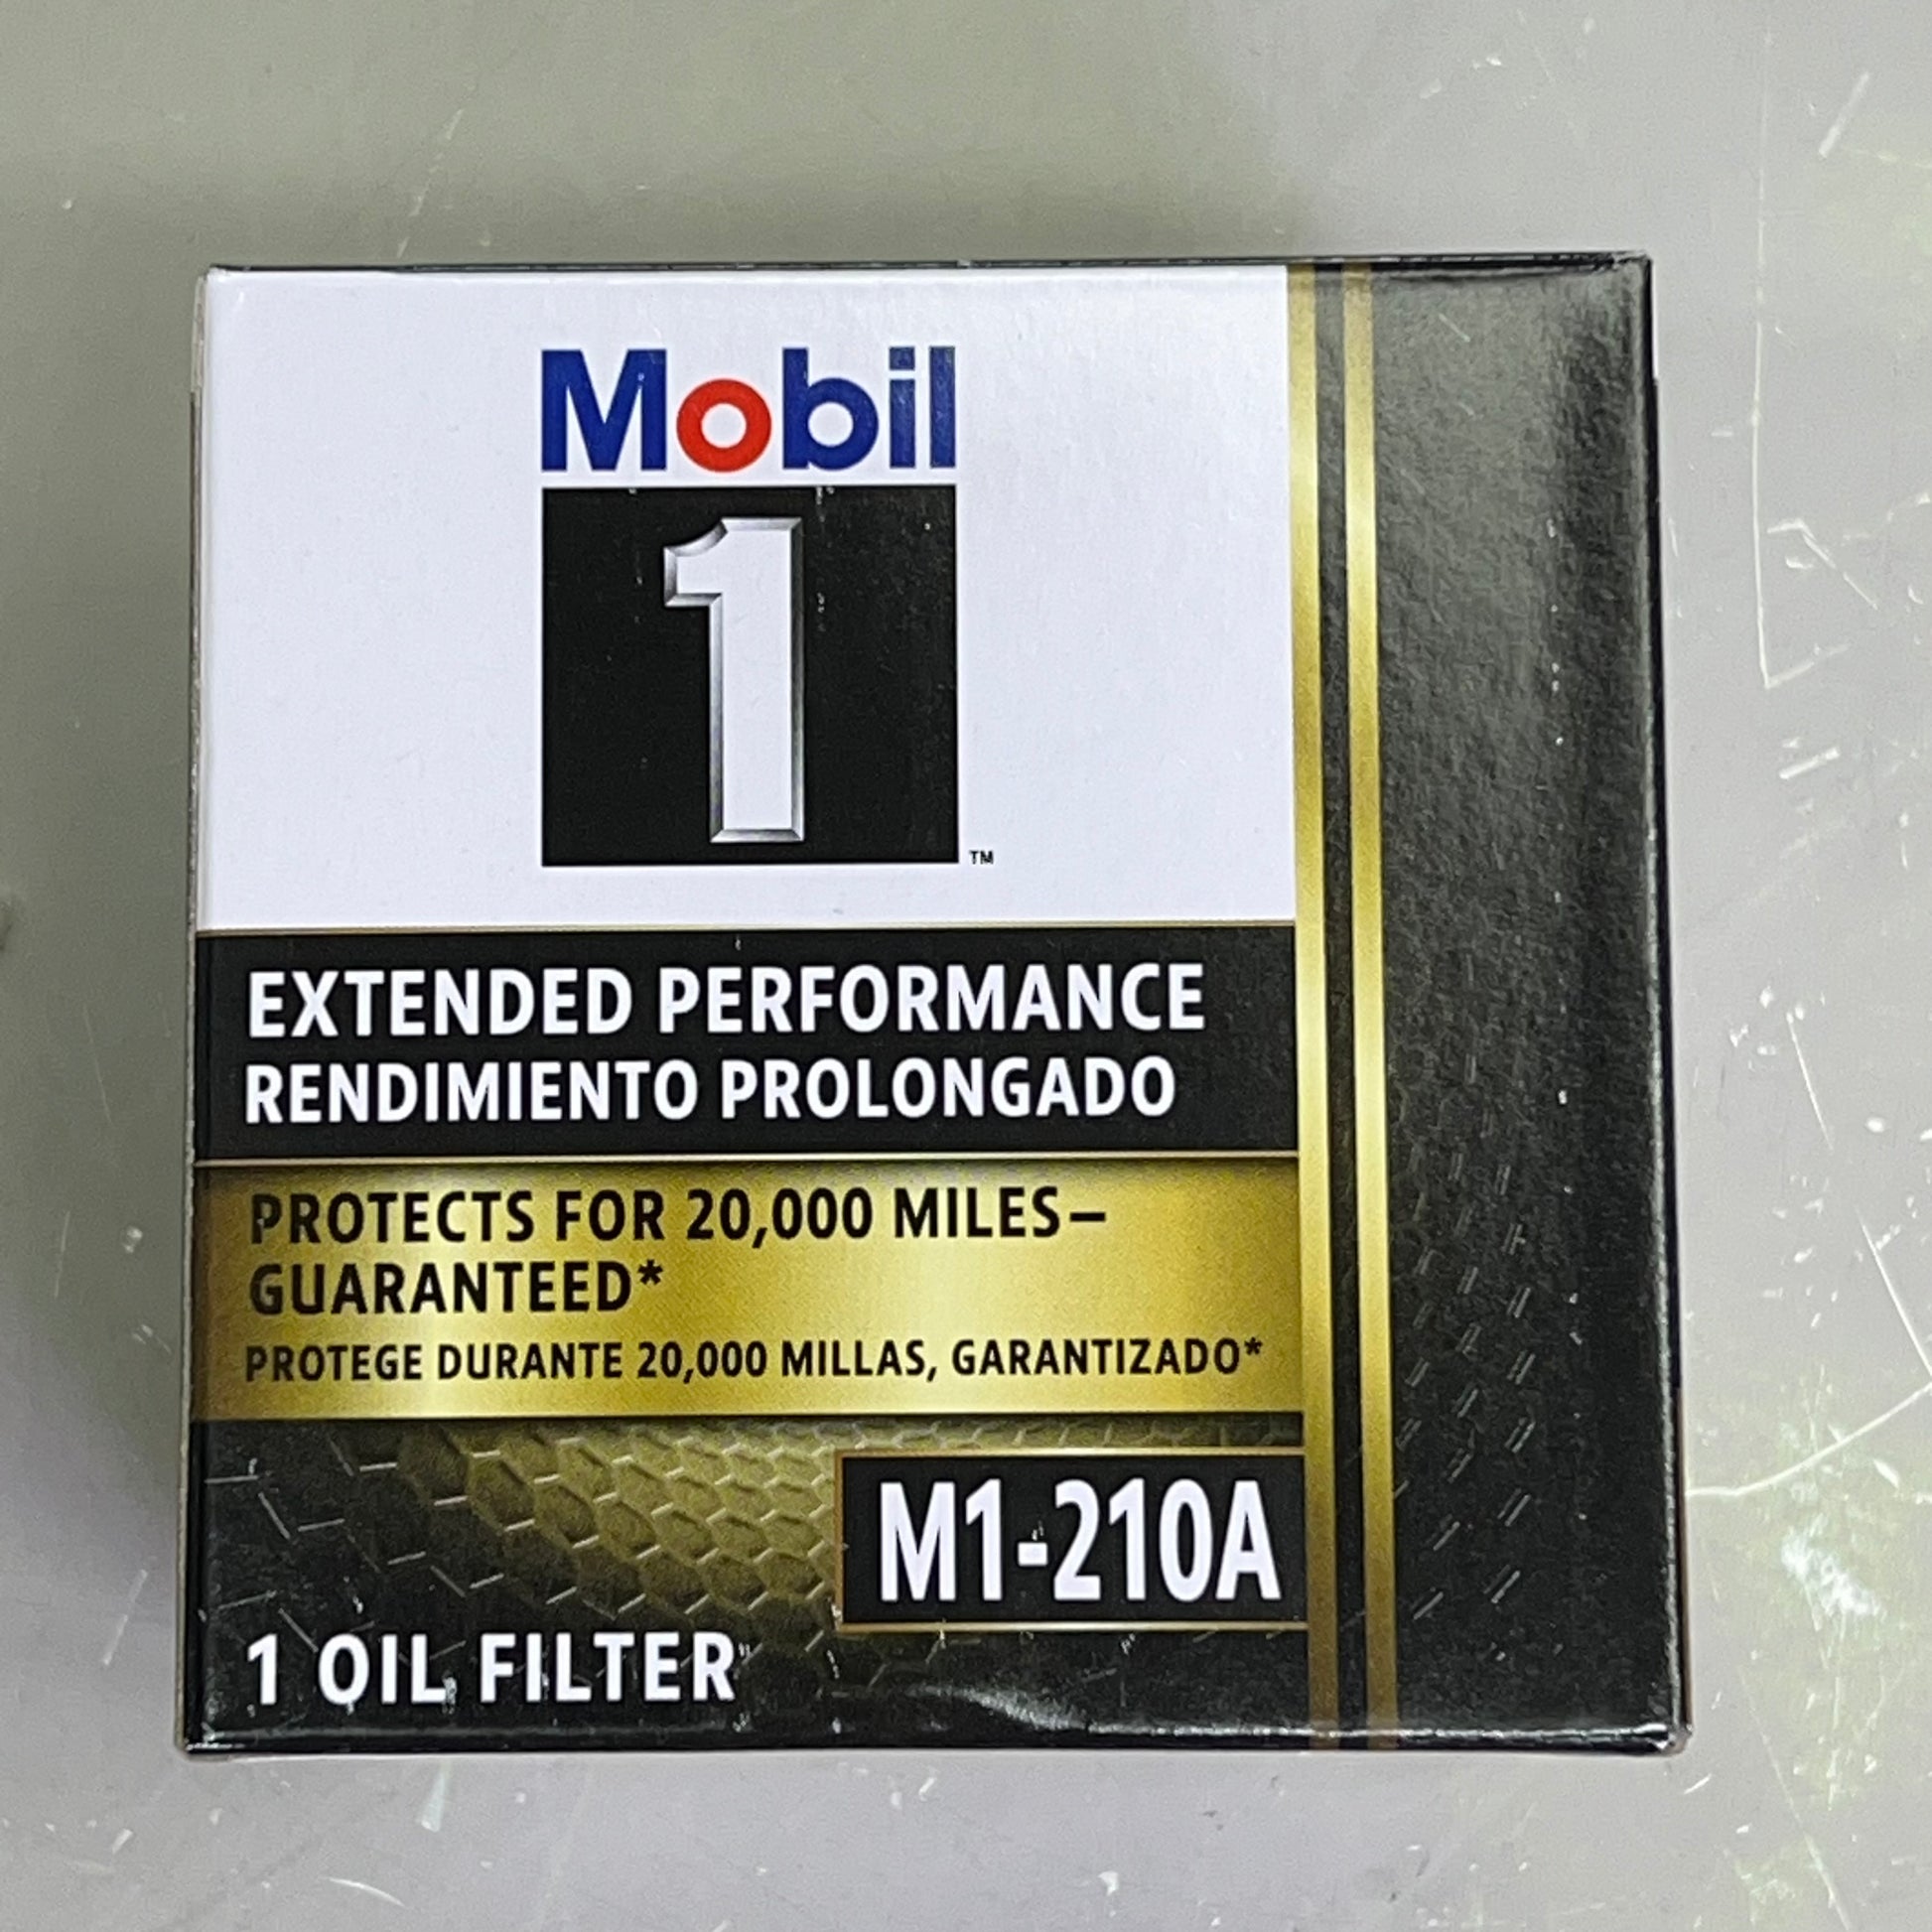 Mobil
1
TM
EXTENDED PERFORMANCE
RENDIMIENTO PROLONGADO
PROTECTS FOR 20,000 MILES–
GUARANTEED*
PROTEGE DURANTE 20,000 MILLAS, GARANTIZADO*
M1-210A
1 OIL FILTER